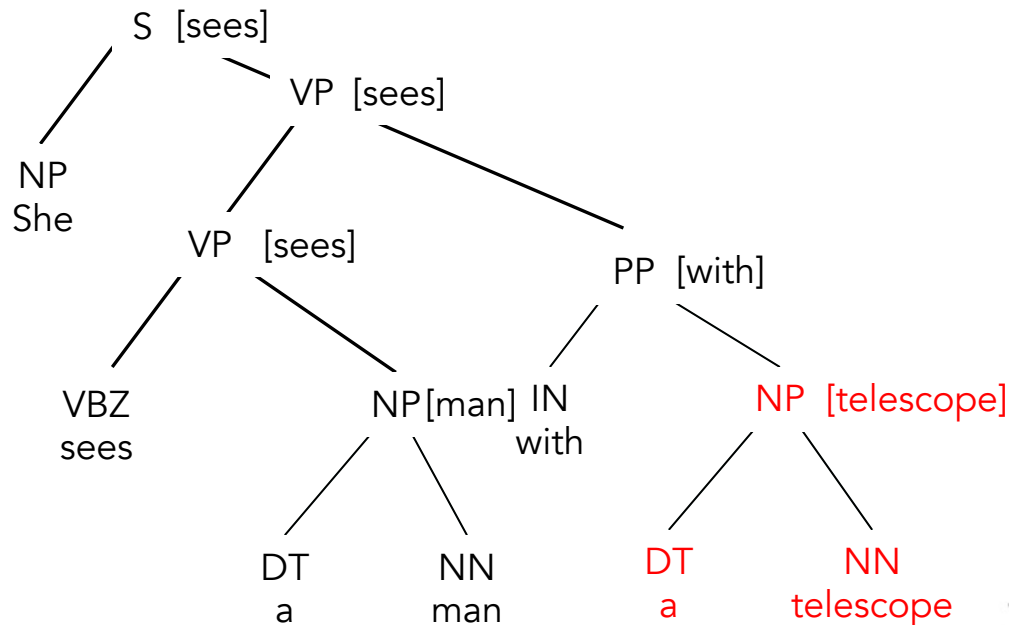 S [sees]
VP [sees]
NP
She
VP [sees]
PP [with]
VBZ
sees
NP [man]
IN
with
NP [telescope]
DT
a
NN
man
DT
a
NN
telescope